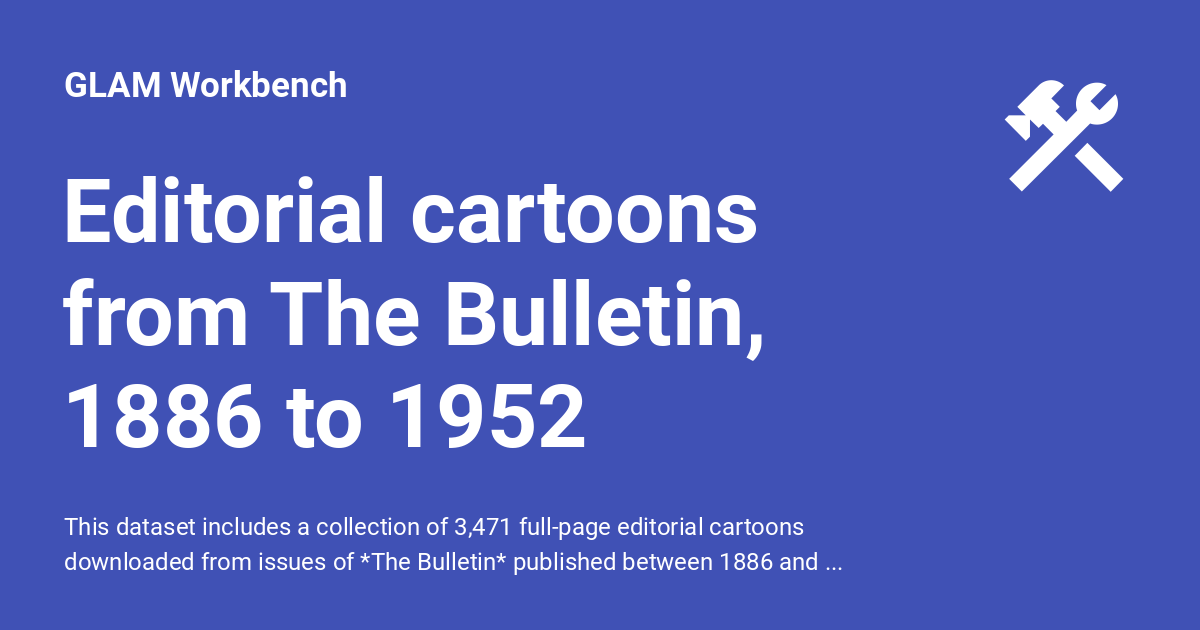 GLAM Workbench
Editorial cartoons
from The Bulletin,
1886 to 1952
This dataset includes a collection of 3,471 full-page editorial cartoons
downloaded from issues of *The Bulletin* published between 1886 and ...